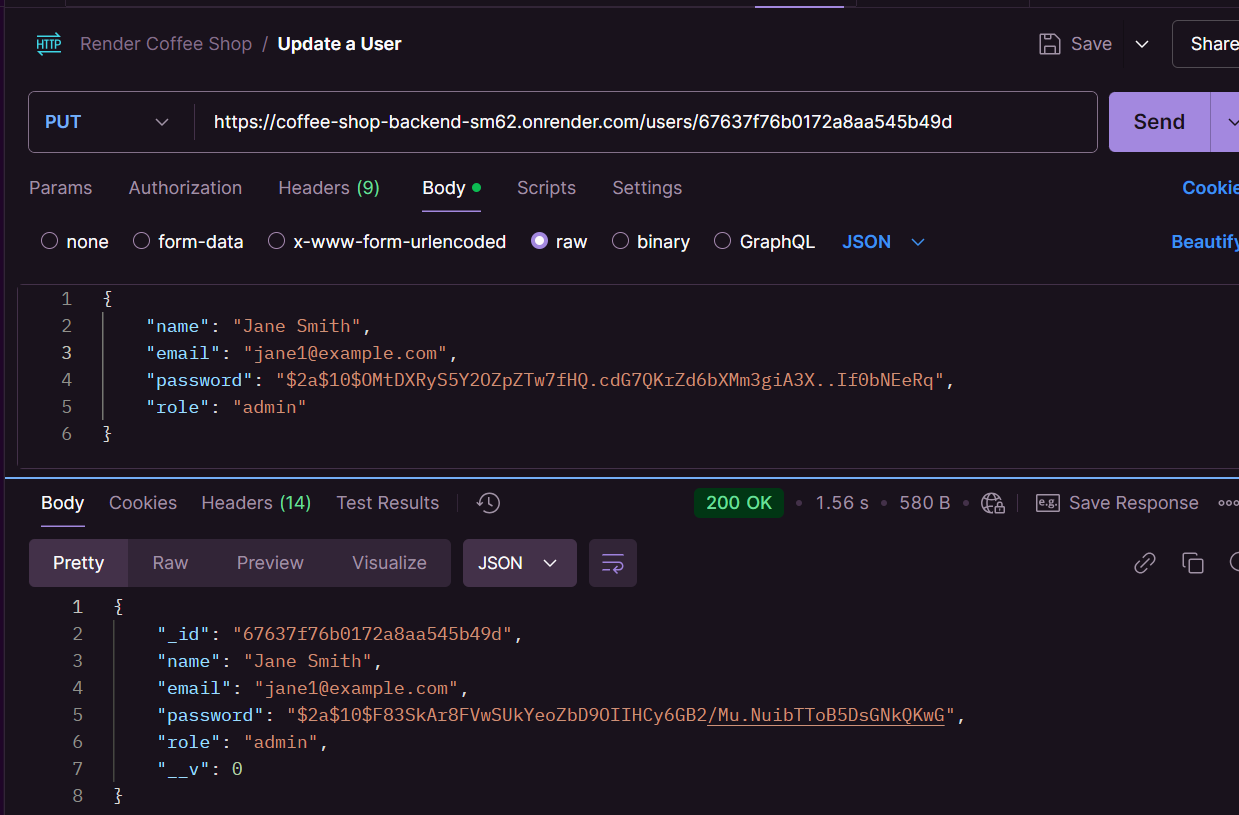 HTTP Render Coffee Shop / Update a User Save Share
PUT https://coffee-shop-backend-sm62.onrender.com/users/67637f76b0172a8aa545b49d Send
Params Authorization Headers (9) Body Scripts Settings Cookie
none form-data x-www-form-urlencoded raw binary GraphQL JSON Beautify
1 {
2 "name": "Jane Smith",
3 "email": "jane1@example.com",
4 "password": "$2a$10$OMtDXRyS5Y2OZpZTw7fHQ.cdG7QKrZd6bXMm3giA3X..If0bNEeRq",
5 "role": "admin"
6 }
Body Cookies Headers (14) Test Results 200 OK • 1.56 s • 580 B • e.g. Save Response
Pretty Raw Preview Visualize JSON
1 {
2 "_id": "67637f76b0172a8aa545b49d",
3 "name": "Jane Smith",
4 "email": "jane1@example.com",
5 "password": "$2a$10$F83SkAr8FVwSUkYeoZbD9OIIHCy6GB2/Mu.NuibTToB5DsGNkQKwG",
6 "role": "admin",
7 "__v": 0
8 }